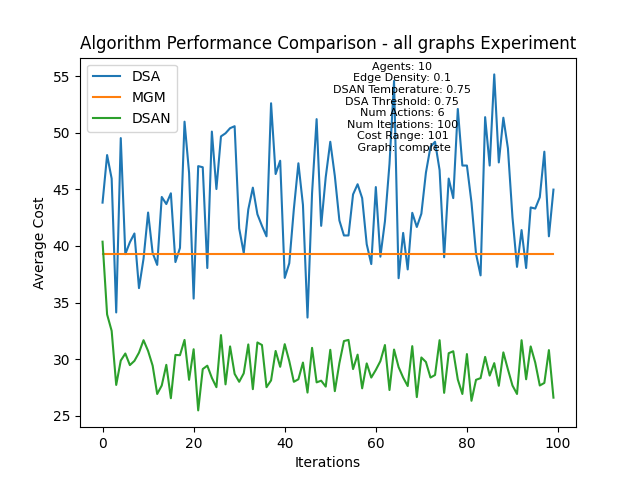 Algorithm Performance Comparison - all graphs Experiment
DSA
MGM
DSAN
Agents: 10
Edge Density: 0.1
DSAN Temperature: 0.75
DSA Threshold: 0.75
Num Actions: 6
Num Iterations: 100
Cost Range: 101
Graph: complete
Average Cost
55
50
45
40
35
30
25
0
20
40
60
80
100
Iterations